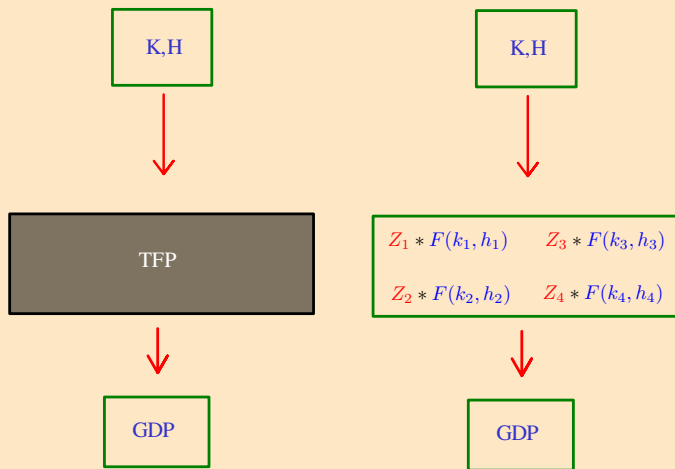 K,H
TFP
GDP
K,H
Z₁ * F(k₁, h₁) Z₃ * F(k₃, h₃)
Z₂ * F(k₂, h₂) Z₄ * F(k₄, h₄)
GDP